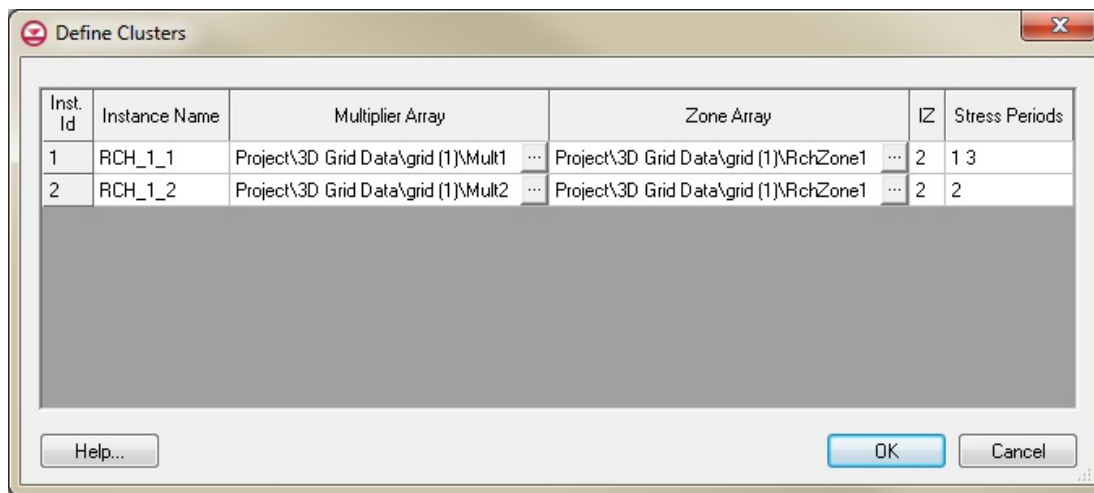 Define Clusters
Inst. Id Instance Name Multiplier Array Zone Array IZ Stress Periods
1 RCH_1_1 Project\3D Grid Data\grid (1)\Mult1 ... Project\3D Grid Data\grid (1)\RchZone1 ... 2 1 3
2 RCH_1_2 Project\3D Grid Data\grid (1)\Mult2 ... Project\3D Grid Data\grid (1)\RchZone1 ... 2 2
Help... OK Cancel